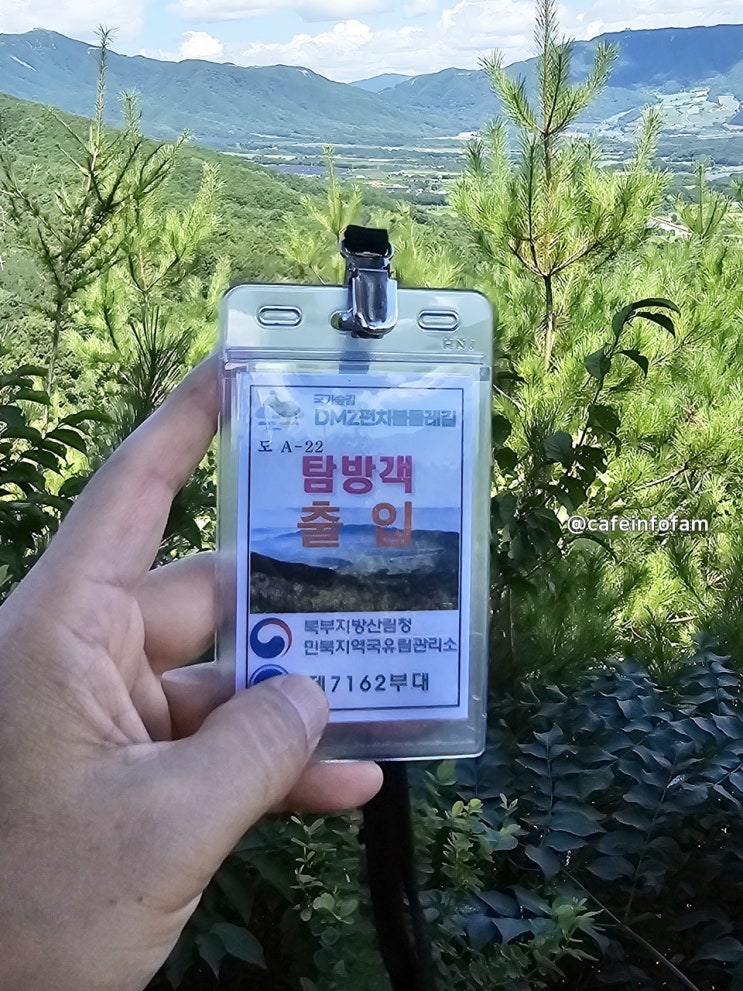 HNI
국가숲길
DMZ펀치볼둘레길
도 A-22
탐방객
출 입
@cafeinfofam
북부지방산림청
민북지역국유림관리소
제7162부대